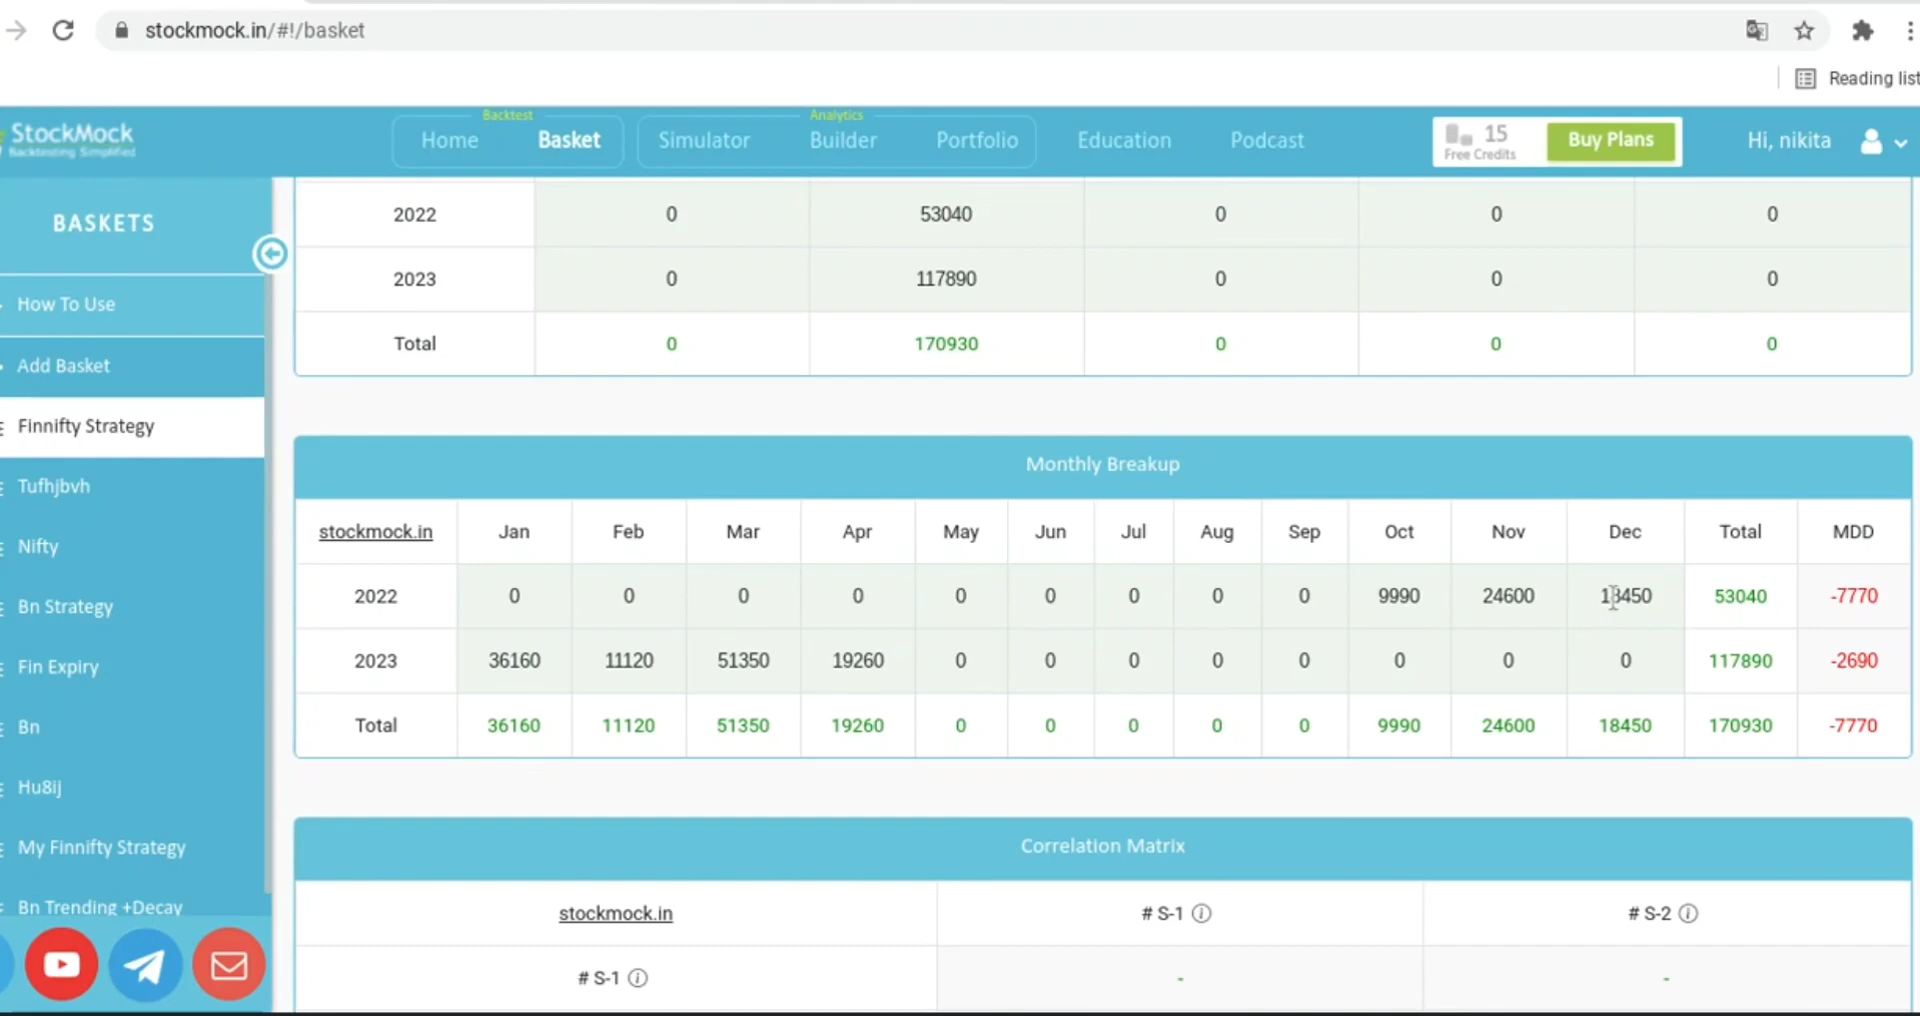 stockmock.in/#!/basket
Reading list
StockMock
Backtesting Simplified
Backtest
Home Basket
Analytics
Simulator Builder Portfolio
Education Podcast
15
Free Credits
Buy Plans
Hi, nikita
BASKETS
How To Use
Add Basket
Finnifty Strategy
Tufhjbvh
Nifty
Bn Strategy
Fin Expiry
Bn
Hu8ij
My Finnifty Strategy
Bn Trending +Decay
2022 0 53040 0 0 0
2023 0 117890 0 0 0
Total 0 170930 0 0 0
Monthly Breakup
stockmock.in Jan Feb Mar Apr May Jun Jul Aug Sep Oct Nov Dec Total MDD
2022 0 0 0 0 0 0 0 0 0 9990 24600 18450 53040 -7770
2023 36160 11120 51350 19260 0 0 0 0 0 0 0 0 117890 -2690
Total 36160 11120 51350 19260 0 0 0 0 0 9990 24600 18450 170930 -7770
Correlation Matrix
stockmock.in # S-1 # S-2
# S-1 - -